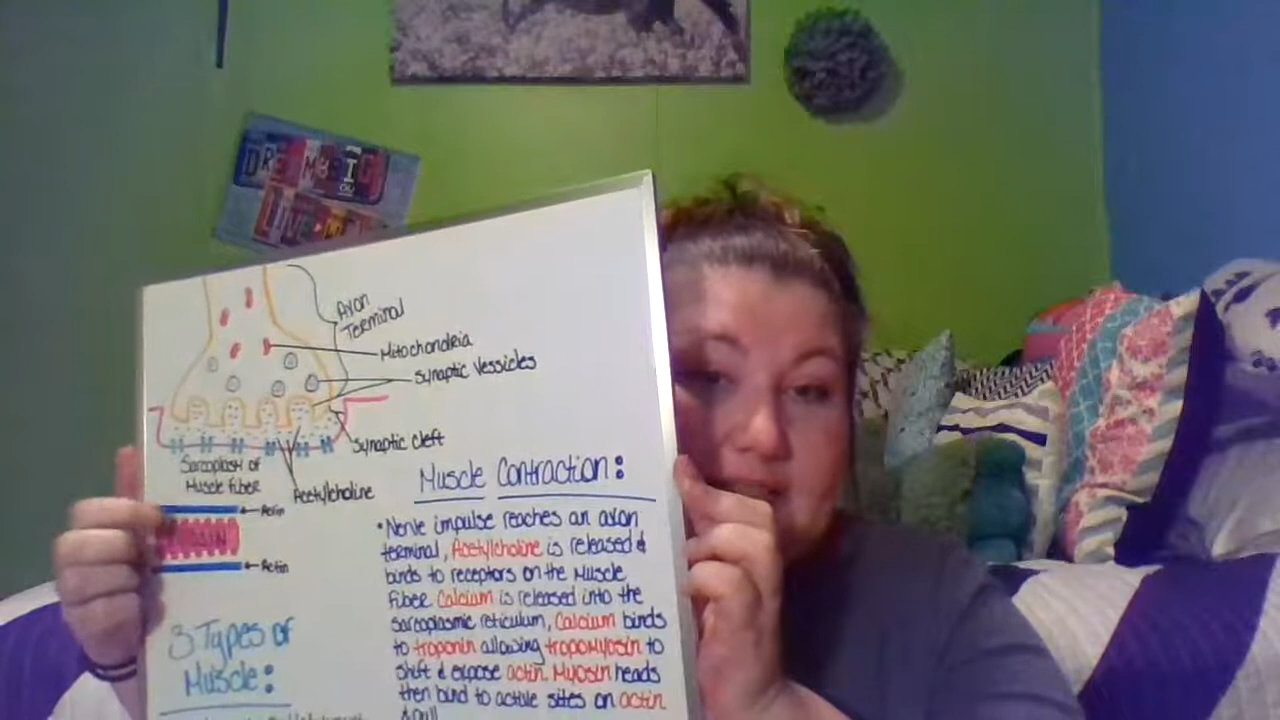 DREAM BIG
YOU
LIVE
Axon
Terminal
Mitochondria
Synaptic Vessicles
Synaptic Cleft
Sarcoplasm of
Muscle Fiber
Acetylcholine
Actin
Actin
3 Types of
Muscle:
Muscle Contraction:
•Nerve impulse reaches an axon
terminal, Acetylcholine is released &
binds to receptors on the Muscle
Fiber. Calcium is released into the
sarcoplasmic reticulum, Calcium binds
to troponin allowing tropomyosin to
shift & expose actin. Myosin heads
then bind to active sites on actin
& pull